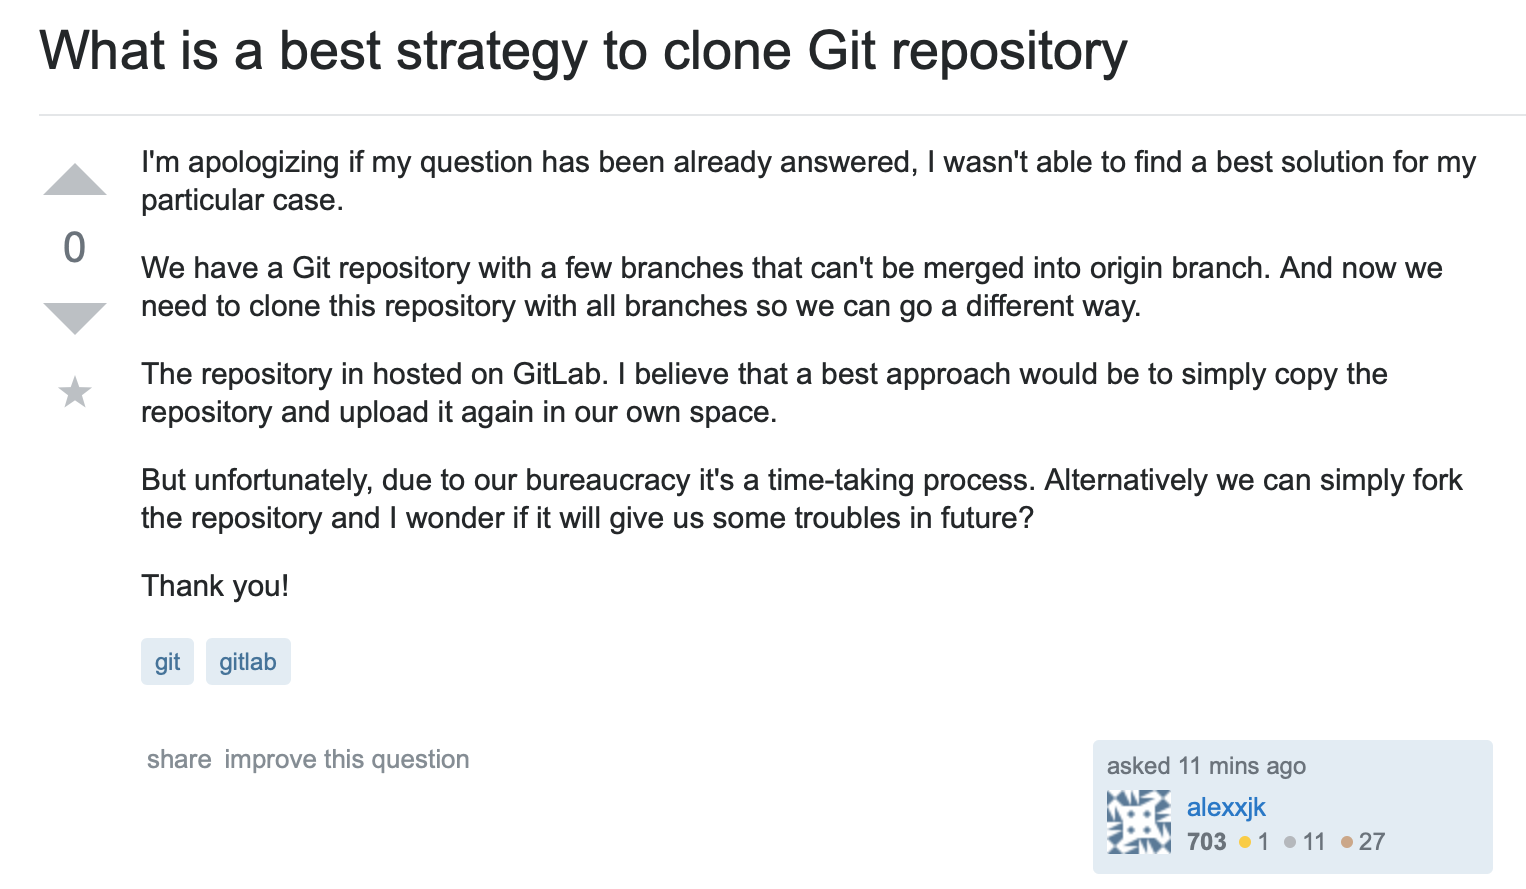 What is a best strategy to clone Git repository
I'm apologizing if my question has been already answered, I wasn't able to find a best solution for my
particular case.
0
We have a Git repository with a few branches that can't be merged into origin branch. And now we
need to clone this repository with all branches so we can go a different way.
The repository in hosted on GitLab. I believe that a best approach would be to simply copy the
repository and upload it again in our own space.
But unfortunately, due to our bureaucracy it's a time-taking process. Alternatively we can simply fork
the repository and I wonder if it will give us some troubles in future?
Thank you!
git gitlab
share improve this question
asked 11 mins ago
alexxjk
703 1 11 27